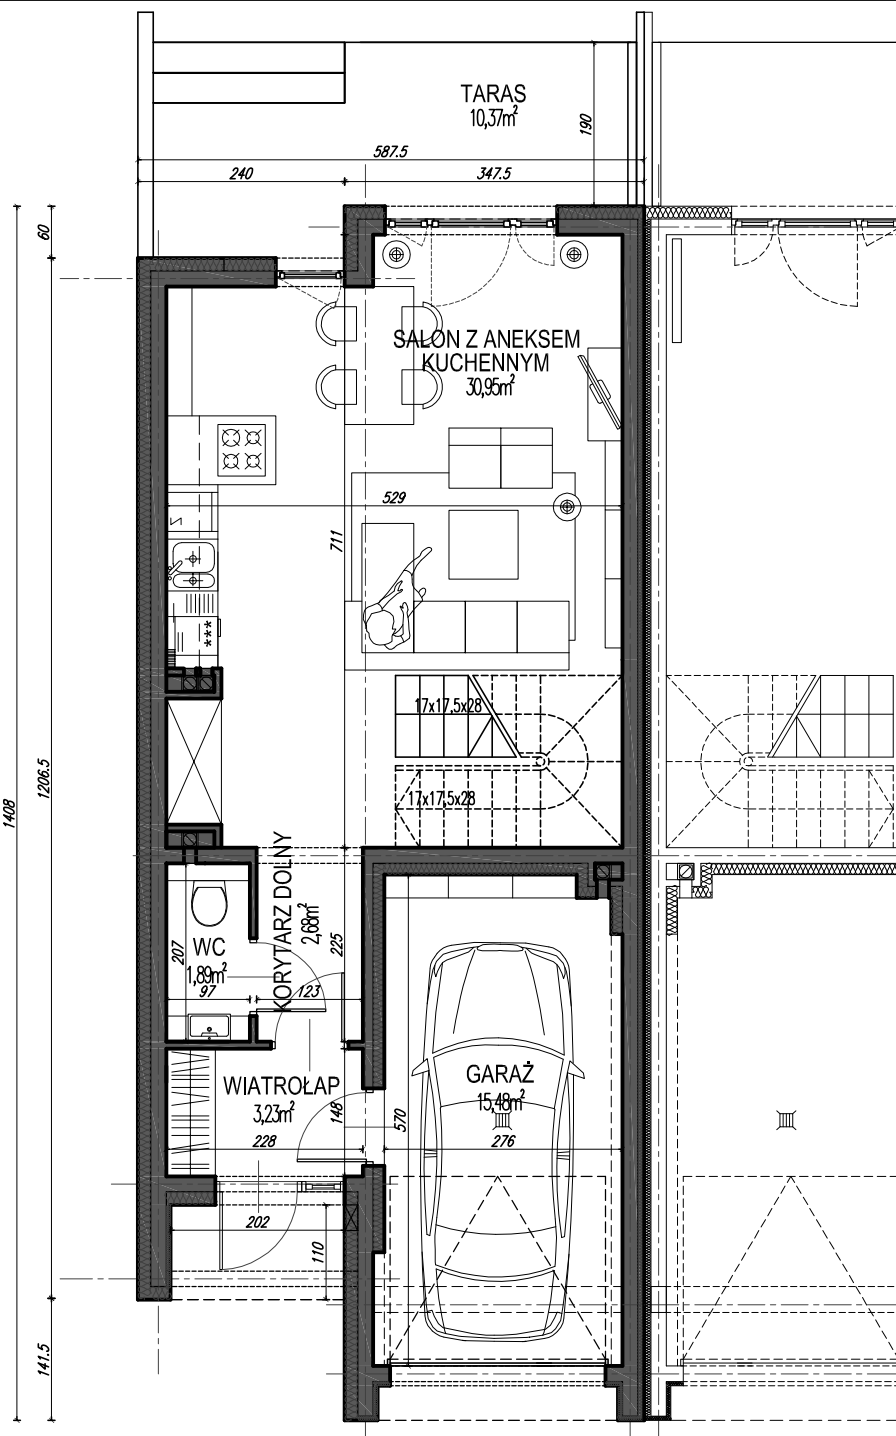 TARAS
10,37m²
190
587.5
240
347.5
60
SALON Z ANEKSEM
KUCHENNYM
30,95m²
529
711
***
17x17,5x28
17x17,5x28
1206.5
1408
KORYTARZ DOLNY
2,68m²
225
WC
1,89m²
207
97
123
WIATROŁAP
3,23m²
148
228
GARAŻ
15,48m²
570
276
202
110
141.5